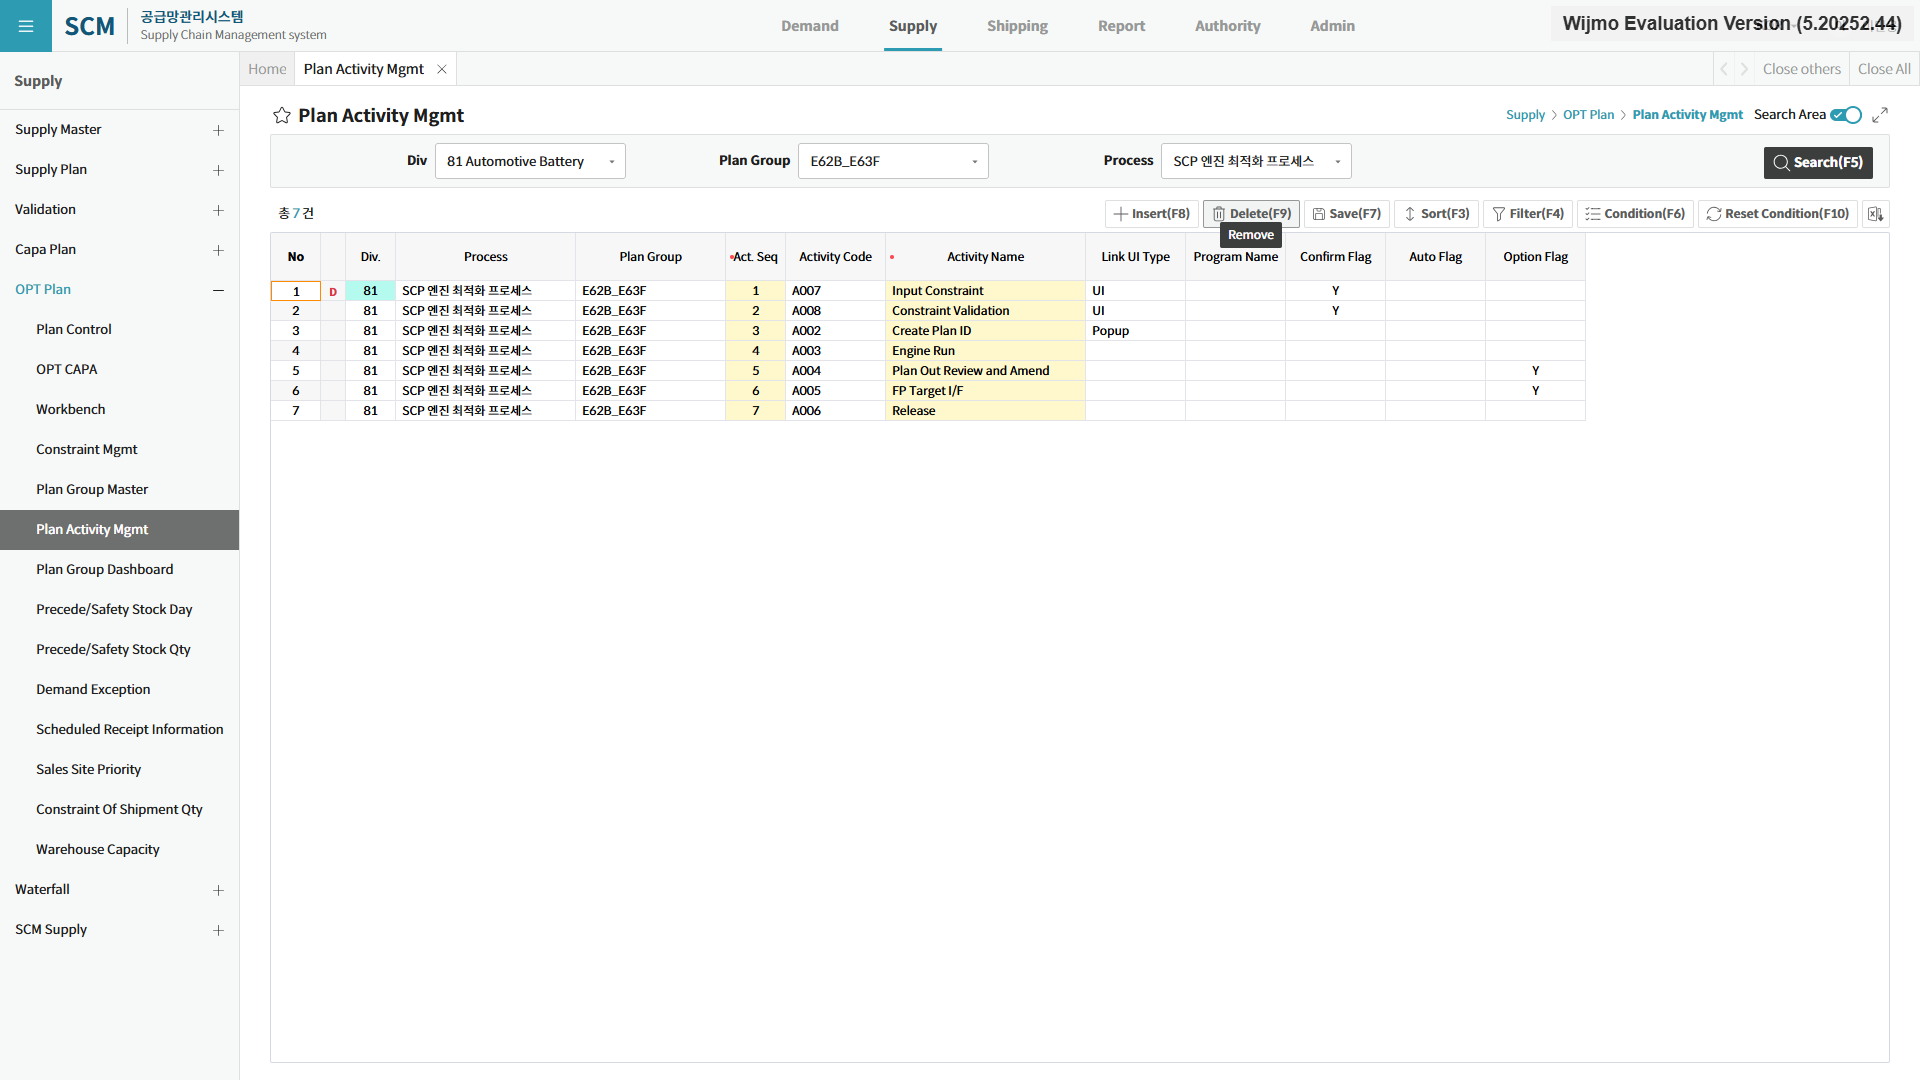 SCM
공급망관리시스템
Supply Chain Management system
Demand
Supply
Shipping
Report
Authority
Admin
Wijmo Evaluation Version (5.20252.44)
Supply
Home
Plan Activity Mgmt
Close others
Close All
Supply Master
Supply Plan
Validation
Capa Plan
OPT Plan
Plan Control
OPT CAPA
Workbench
Constraint Mgmt
Plan Group Master
Plan Activity Mgmt
Plan Group Dashboard
Precede/Safety Stock Day
Precede/Safety Stock Qty
Demand Exception
Scheduled Receipt Information
Sales Site Priority
Constraint Of Shipment Qty
Warehouse Capacity
Waterfall
SCM Supply
Plan Activity Mgmt
Supply > OPT Plan > Plan Activity Mgmt
Search Area
Div 81 Automotive Battery
Plan Group E62B_E63F
Process SCP 엔진 최적화 프로세스
Search(F5)
총 7 건
Insert(F8) Delete(F9) Save(F7) Sort(F3) Filter(F4) Condition(F6) Reset Condition(F10)
Remove
No Div. Process Plan Group Act. Seq Activity Code Activity Name Link UI Type Program Name Confirm Flag Auto Flag Option Flag
1 D 81 SCP 엔진 최적화 프로세스 E62B_E63F 1 A007 Input Constraint UI Y
2 81 SCP 엔진 최적화 프로세스 E62B_E63F 2 A008 Constraint Validation UI Y
3 81 SCP 엔진 최적화 프로세스 E62B_E63F 3 A002 Create Plan ID Popup
4 81 SCP 엔진 최적화 프로세스 E62B_E63F 4 A003 Engine Run
5 81 SCP 엔진 최적화 프로세스 E62B_E63F 5 A004 Plan Out Review and Amend Y
6 81 SCP 엔진 최적화 프로세스 E62B_E63F 6 A005 FP Target I/F Y
7 81 SCP 엔진 최적화 프로세스 E62B_E63F 7 A006 Release